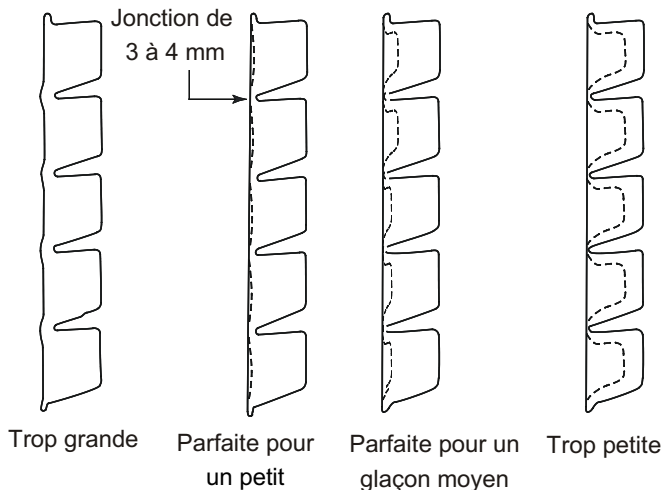 Jonction de
3 à 4 mm
Trop grande
Parfaite pour
un petit
Parfaite pour un
glaçon moyen
Trop petite